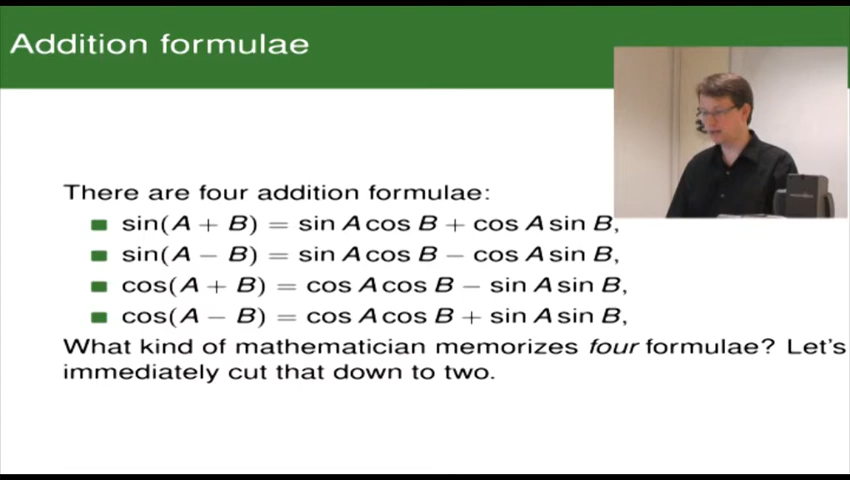 Addition formulae
There are four addition formulae:
sin(A + B) = sin A cos B + cos A sin B,
sin(A − B) = sin A cos B − cos A sin B,
cos(A + B) = cos A cos B − sin A sin B,
cos(A − B) = cos A cos B + sin A sin B,
What kind of mathematician memorizes four formulae? Let's
immediately cut that down to two.